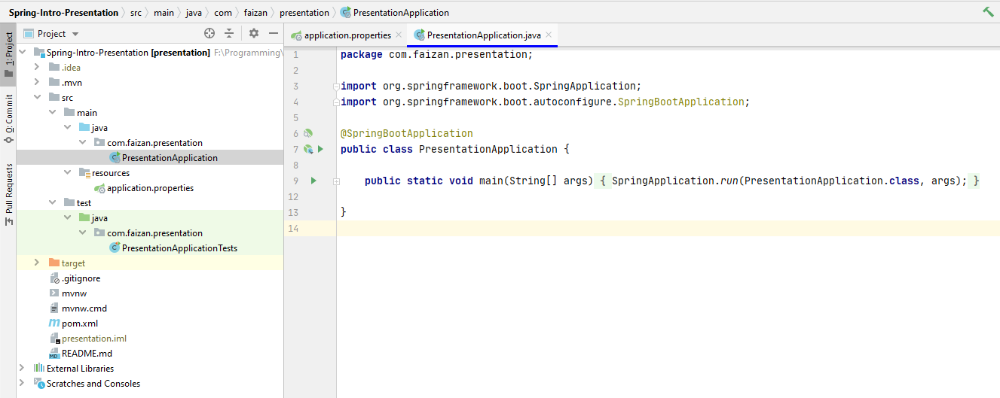 Spring-Intro-Presentation src main java com faizan presentation PresentationApplication
1: Project
0: Commit
Pull Requests
Project
Spring-Intro-Presentation [presentation] F:\Programming\
.idea
.mvn
src
main
java
com.faizan.presentation
PresentationApplication
resources
application.properties
test
java
com.faizan.presentation
PresentationApplicationTests
target
.gitignore
mvnw
mvnw.cmd
pom.xml
presentation.iml
README.md
External Libraries
Scratches and Consoles
application.properties PresentationApplication.java
1 package com.faizan.presentation;
2
3 import org.springframework.boot.SpringApplication;
4 import org.springframework.boot.autoconfigure.SpringBootApplication;
5
6 @SpringBootApplication
7 public class PresentationApplication {
8
9 public static void main(String[] args) { SpringApplication.run(PresentationApplication.class, args); }
12
13 }
14